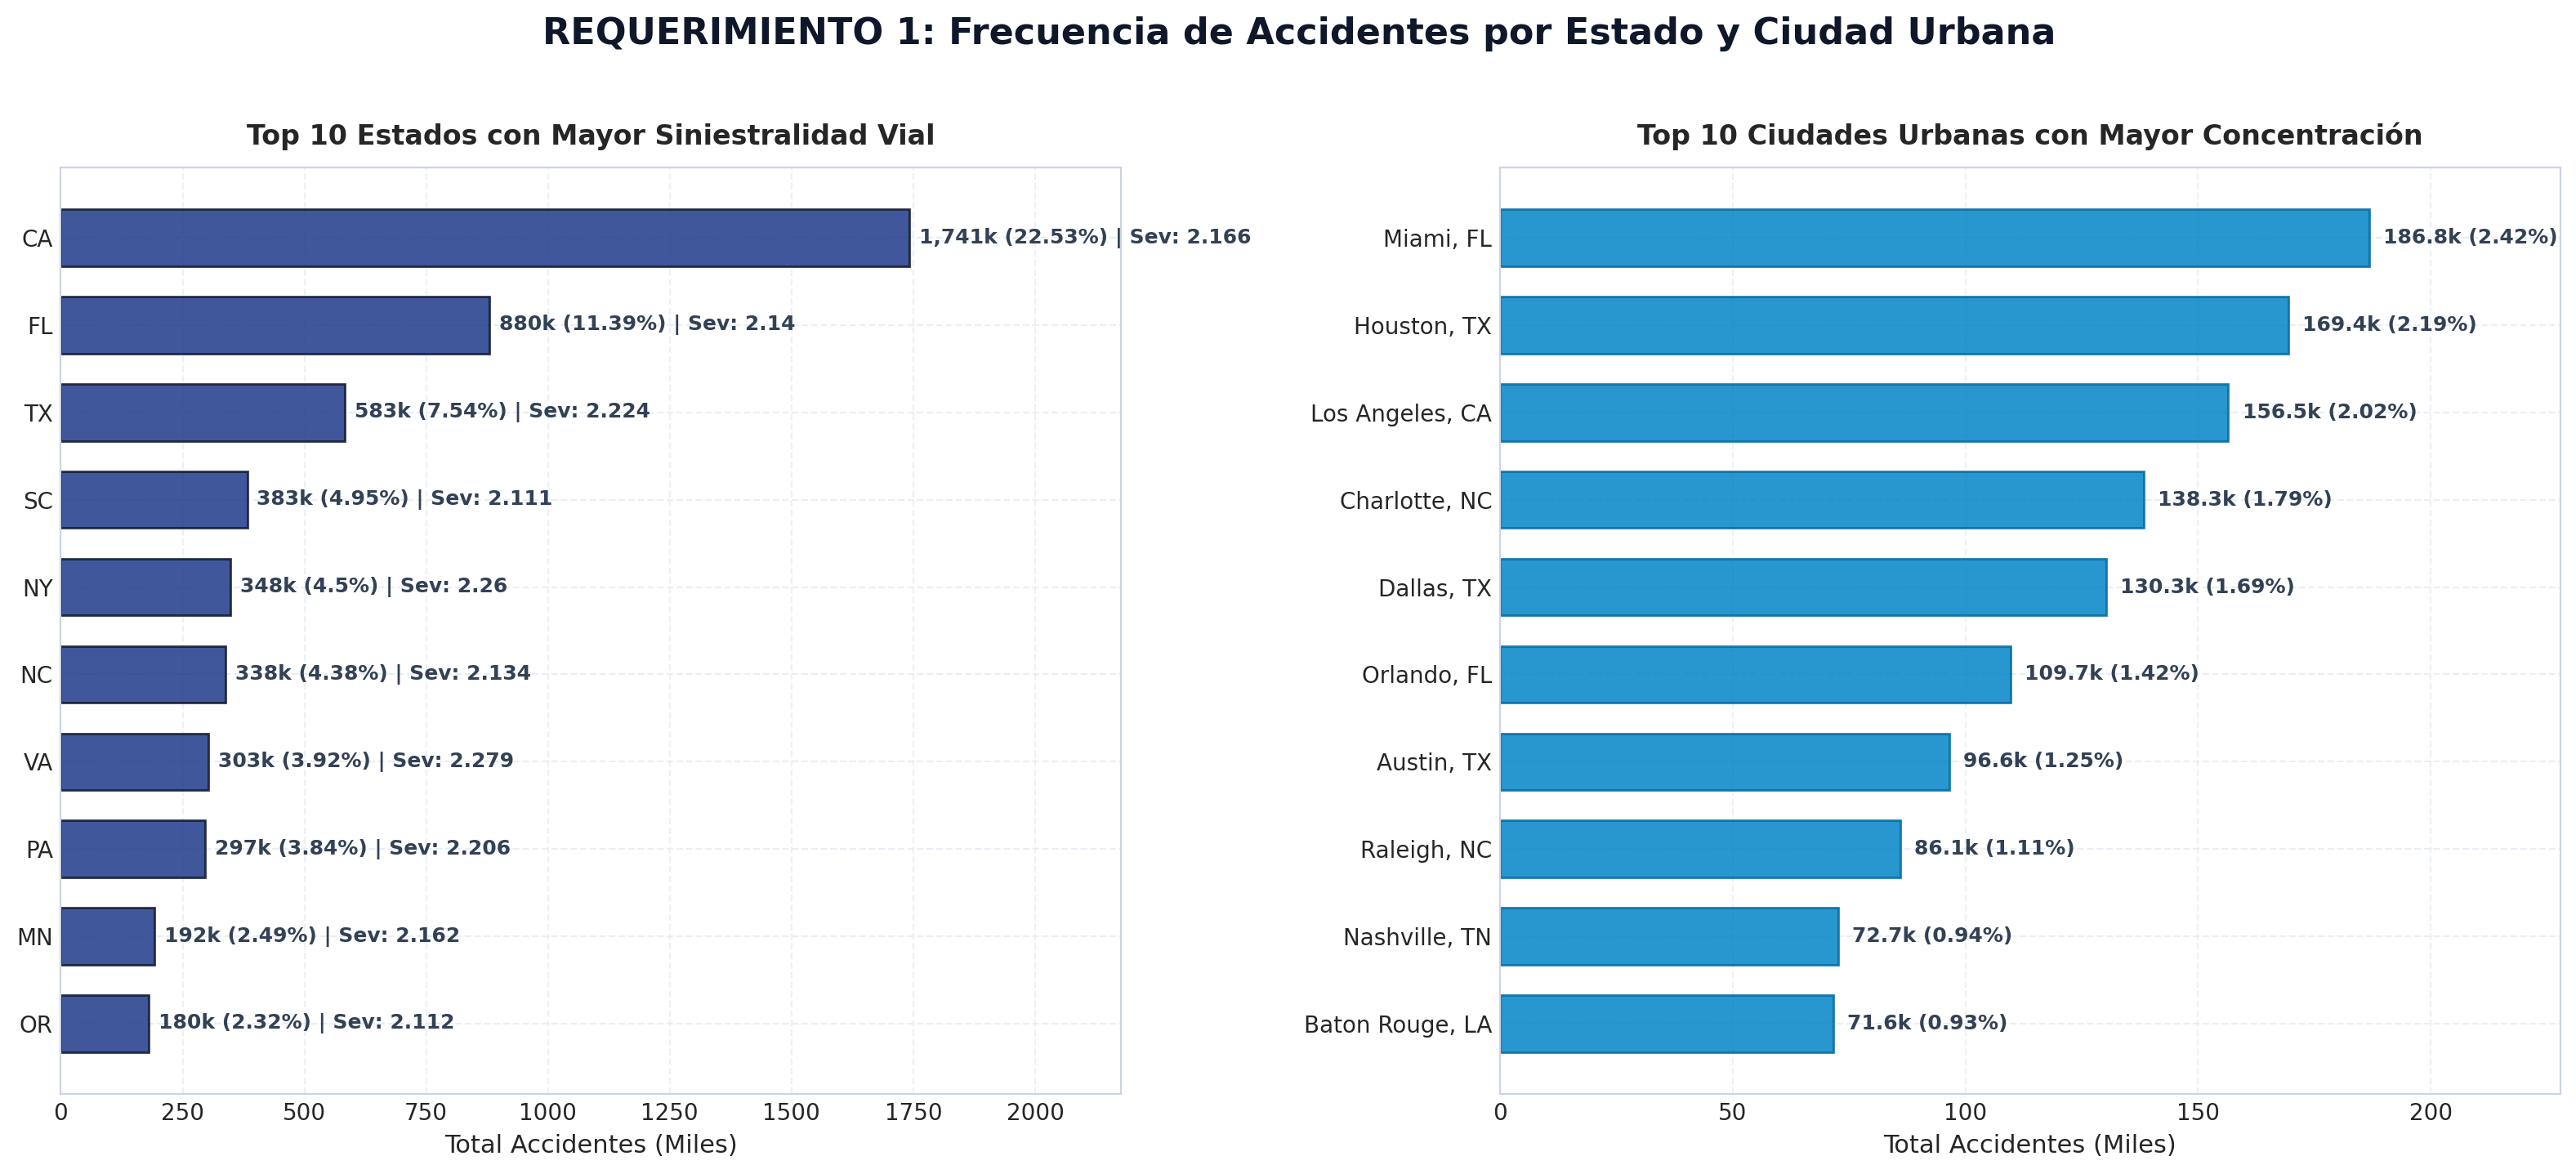 REQUERIMIENTO 1: Frecuencia de Accidentes por Estado y Ciudad Urbana
Top 10 Estados con Mayor Siniestralidad Vial
CA 1,741k (22.53%) | Sev: 2.166
FL 880k (11.39%) | Sev: 2.14
TX 583k (7.54%) | Sev: 2.224
SC 383k (4.95%) | Sev: 2.111
NY 348k (4.5%) | Sev: 2.26
NC 338k (4.38%) | Sev: 2.134
VA 303k (3.92%) | Sev: 2.279
PA 297k (3.84%) | Sev: 2.206
MN 192k (2.49%) | Sev: 2.162
OR 180k (2.32%) | Sev: 2.112
0 250 500 750 1000 1250 1500 1750 2000
Total Accidentes (Miles)
Top 10 Ciudades Urbanas con Mayor Concentración
Miami, FL 186.8k (2.42%)
Houston, TX 169.4k (2.19%)
Los Angeles, CA 156.5k (2.02%)
Charlotte, NC 138.3k (1.79%)
Dallas, TX 130.3k (1.69%)
Orlando, FL 109.7k (1.42%)
Austin, TX 96.6k (1.25%)
Raleigh, NC 86.1k (1.11%)
Nashville, TN 72.7k (0.94%)
Baton Rouge, LA 71.6k (0.93%)
0 50 100 150 200
Total Accidentes (Miles)